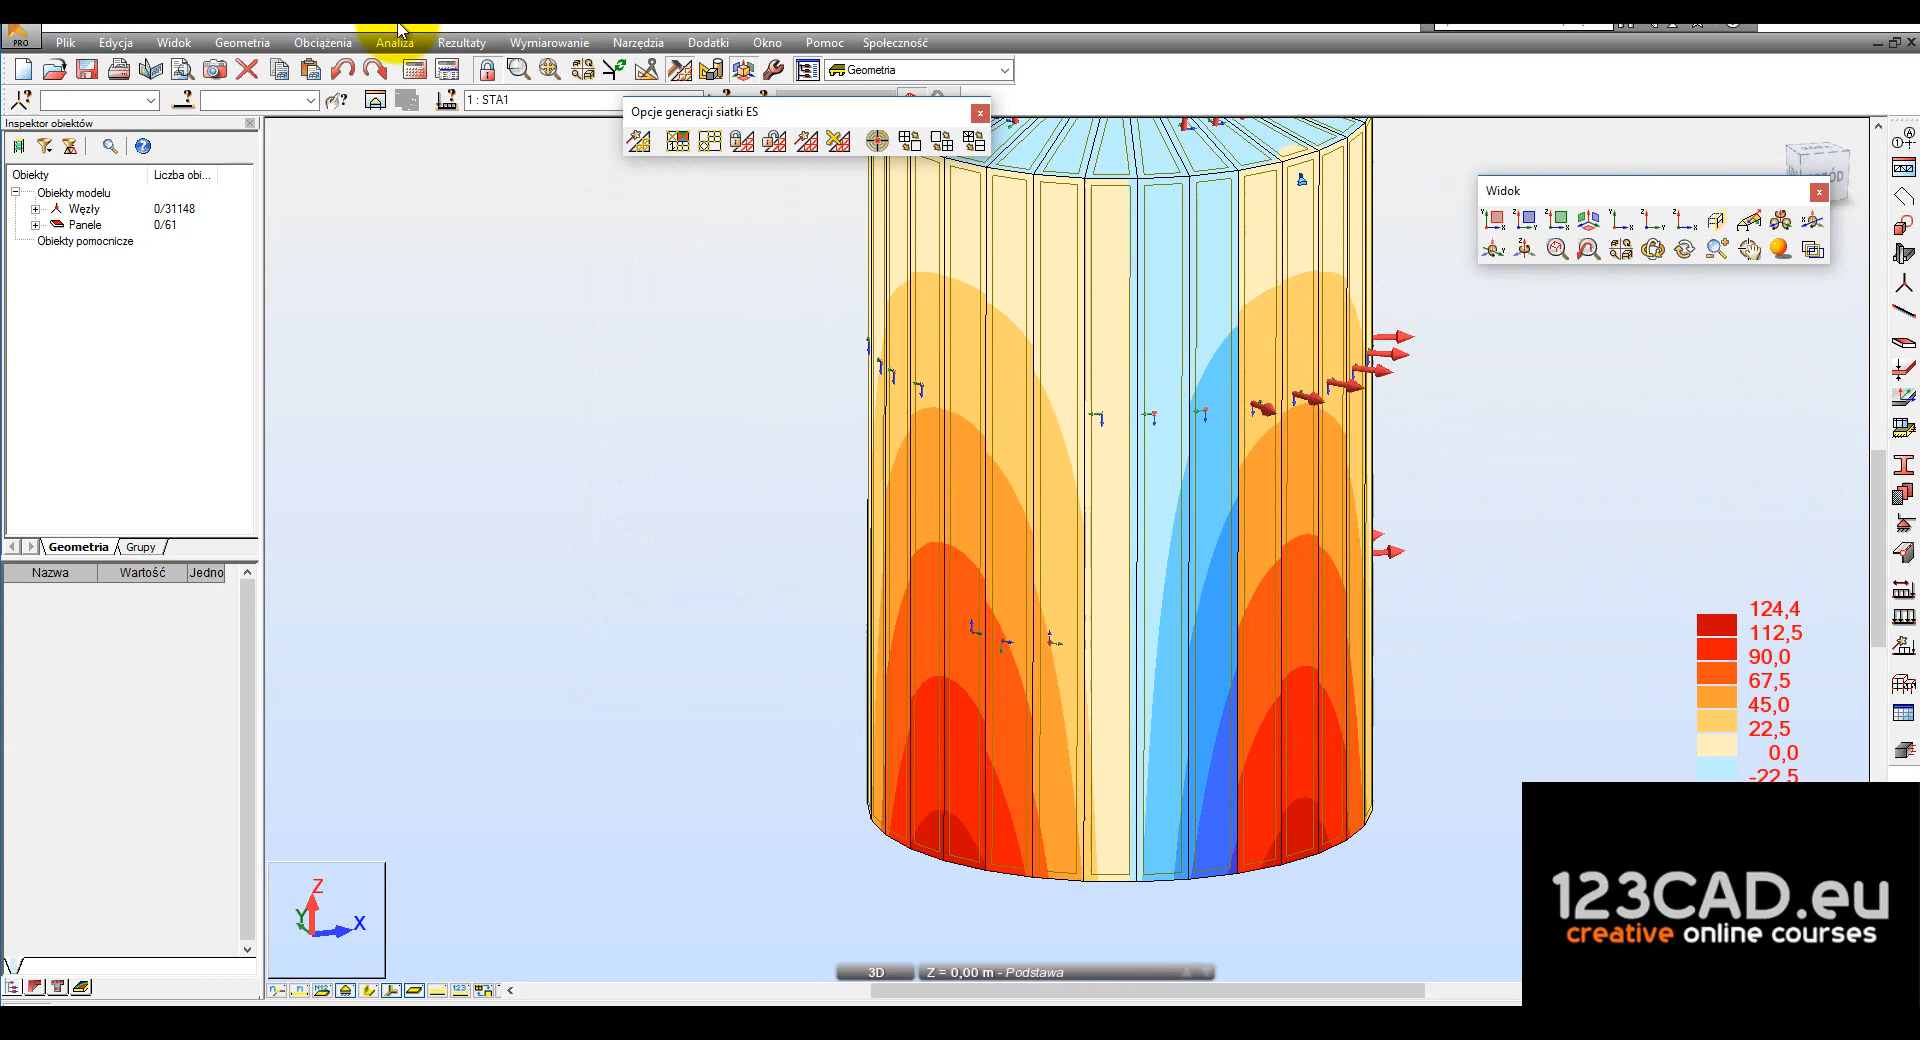 PRO
Plik Edycja Widok Geometria Obciążenia Analiza Rezultaty Wymiarowanie Narzędzia Dodatki Okno Pomoc Społeczność
Geometria
1 : STA1
Inspektor obiektów
Opcje generacji siatki ES
Obiekty Liczba obi...
Obiekty modelu
Węzły 0/31148
Panele 0/61
Obiekty pomocnicze
Widok
Geometria Grupy
Nazwa Wartość Jedno
124,4
112,5
90,0
67,5
45,0
22,5
0,0
-22,5
Z
Y
X
3D Z = 0,00 m - Podstawa
123CAD.eu
creative online courses